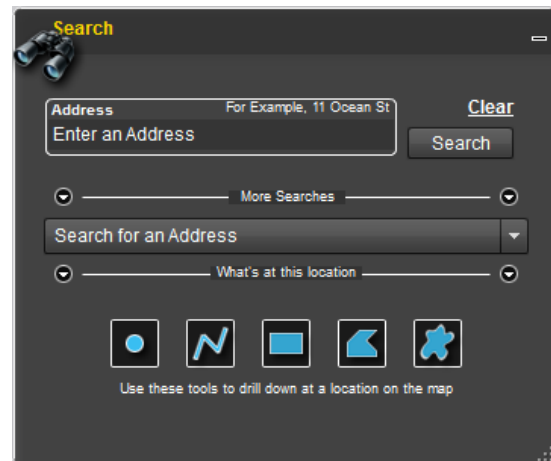 Search
Address For Example, 11 Ocean St
Clear
Enter an Address
Search
More Searches
Search for an Address
What's at this location
Use these tools to drill down at a location on the map